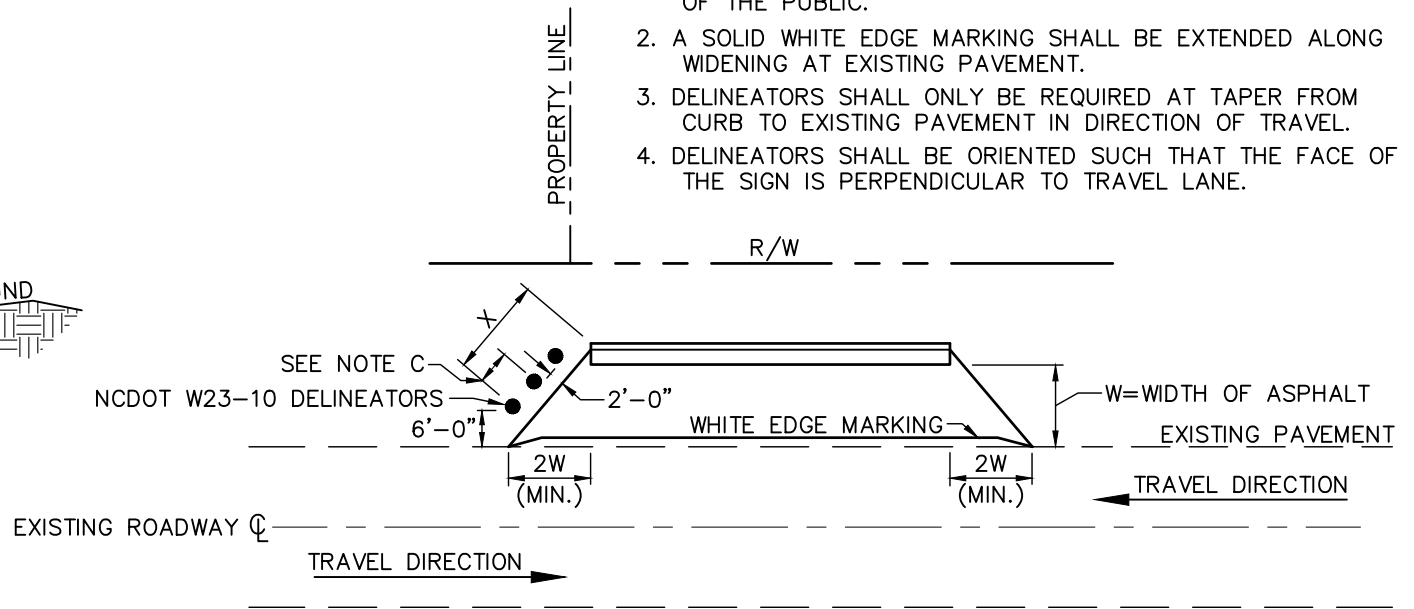 OF THE PUBLIC.
2. A SOLID WHITE EDGE MARKING SHALL BE EXTENDED ALONG
WIDENING AT EXISTING PAVEMENT.
3. DELINEATORS SHALL ONLY BE REQUIRED AT TAPER FROM
CURB TO EXISTING PAVEMENT IN DIRECTION OF TRAVEL.
4. DELINEATORS SHALL BE ORIENTED SUCH THAT THE FACE OF
THE SIGN IS PERPENDICULAR TO TRAVEL LANE.
PROPERTY LINE
R/W
ND
X
SEE NOTE C
NCDOT W23-10 DELINEATORS
2'-0"
6'-0"
W=WIDTH OF ASPHALT
WHITE EDGE MARKING
EXISTING PAVEMENT
2W
(MIN.)
2W
(MIN.)
TRAVEL DIRECTION
EXISTING ROADWAY ℄
TRAVEL DIRECTION